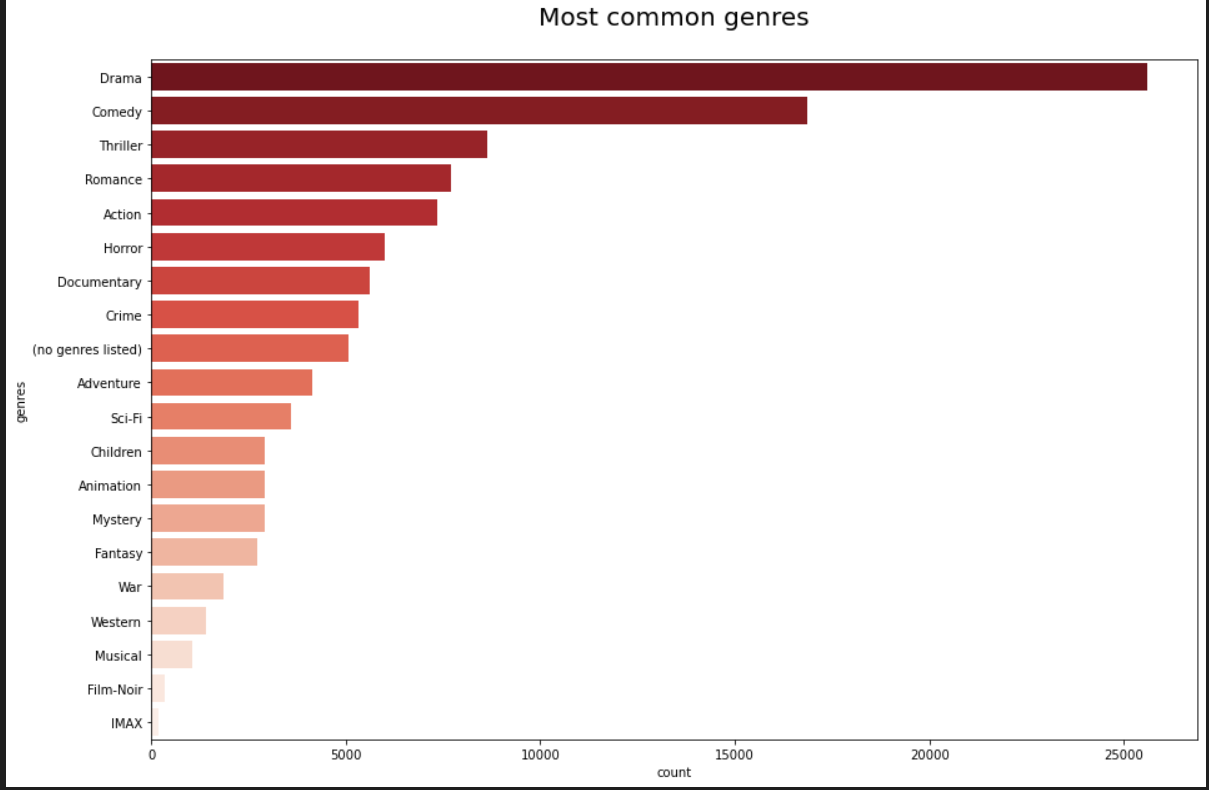 Most common genres
Drama
Comedy
Thriller
Romance
Action
Horror
Documentary
Crime
(no genres listed)
Adventure
Sci-Fi
Children
Animation
Mystery
Fantasy
War
Western
Musical
Film-Noir
IMAX
genres
0 5000 10000 15000 20000 25000
count